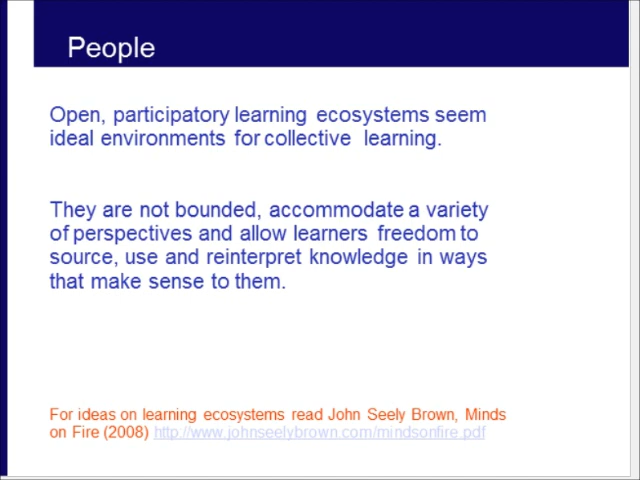 People
Open, participatory learning ecosystems seem
ideal environments for collective learning.
They are not bounded, accommodate a variety
of perspectives and allow learners freedom to
source, use and reinterpret knowledge in ways
that make sense to them.
For ideas on learning ecosystems read John Seely Brown, Minds
on Fire (2008) http://www.johnseelybrown.com/mindsonfire.pdf